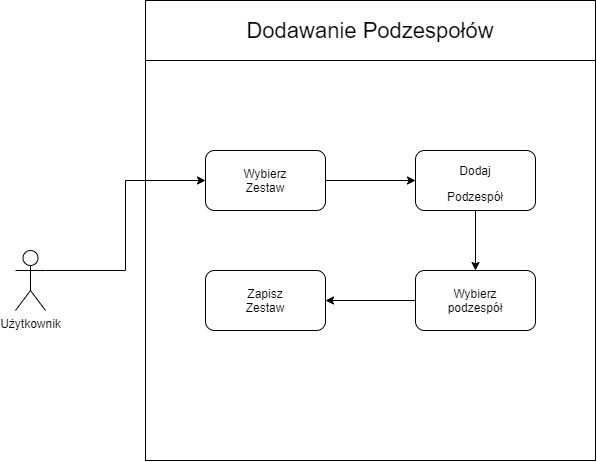 Dodawanie Podzespołów
Wybierz
Zestaw
Dodaj
Podzespół
Użytkownik
Zapisz
Zestaw
Wybierz
podzespół